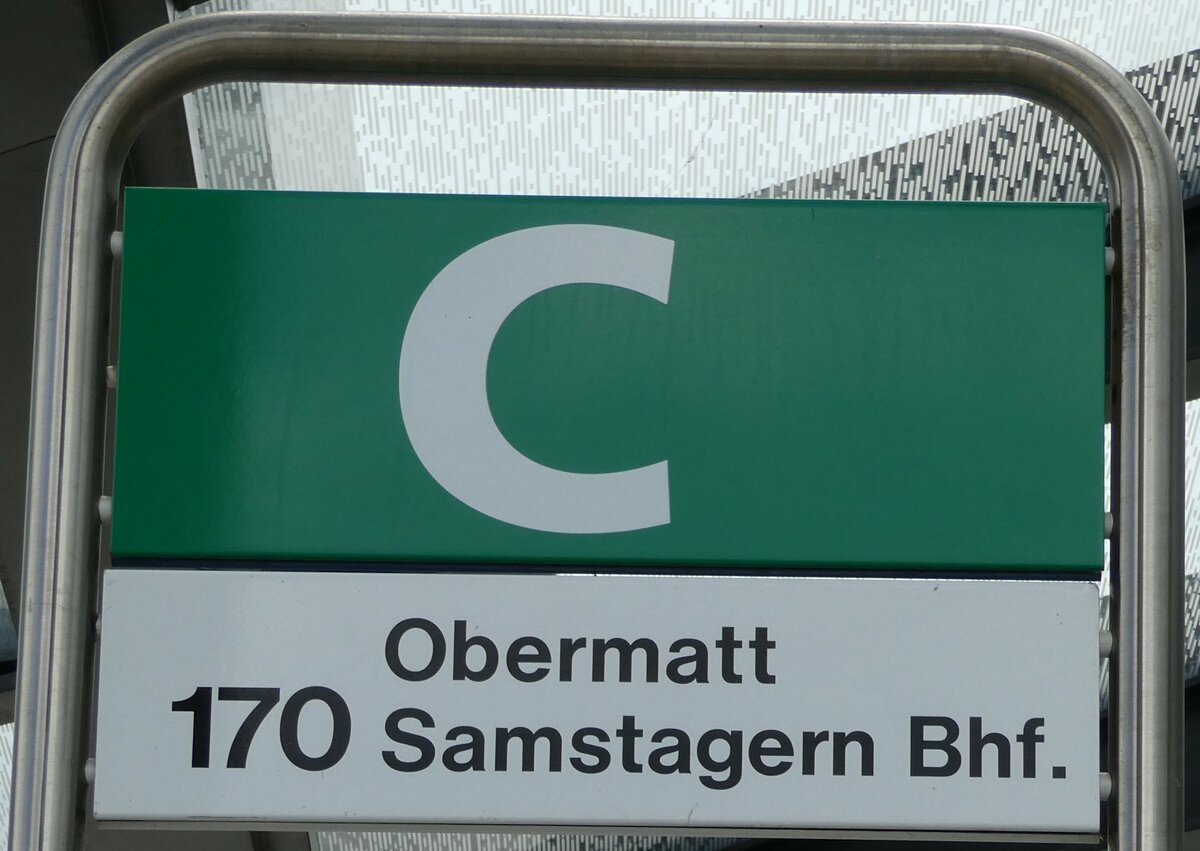 C
Obermatt
170 Samstagern Bhf.